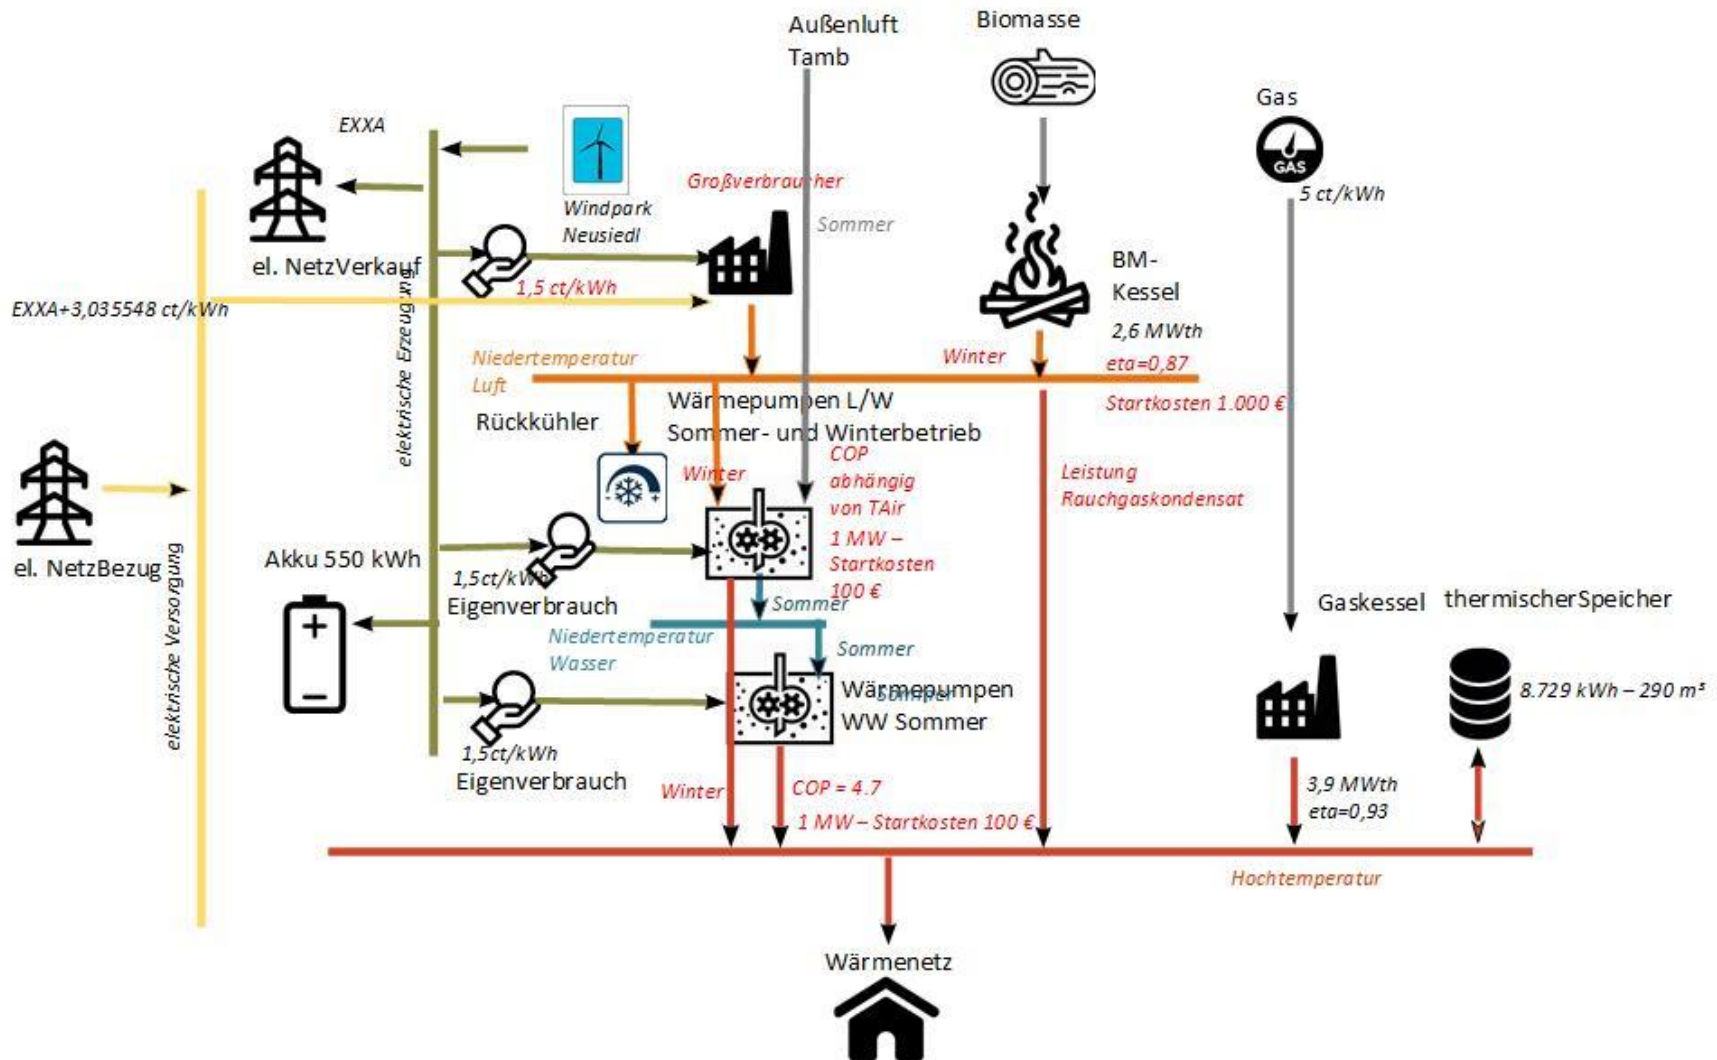 Außenluft
Tamb
Biomasse
Gas
GAS
5 ct/kWh
EXXA
Windpark
Neusiedl
Großverbraucher
Sommer
el. NetzVerkauf
1,5 ct/kWh
EXXA+3,035548 ct/kWh
elektrische Erzeugung
BM-
Kessel
2,6 MWth
eta=0,87
Startkosten 1.000 €
Niedertemperatur
Luft
Winter
Rückkühler
Wärmepumpen L/W
Sommer- und Winterbetrieb
Winter
COP
abhängig
von TAir
1 MW –
Startkosten
100 €
Leistung
Rauchgaskondensat
el. NetzBezug
elektrische Versorgung
Akku 550 kWh
1,5ct/kWh
Eigenverbrauch
Sommer
Niedertemperatur
Wasser
Sommer
Sommer
Wärmepumpen
WW Sommer
1,5ct/kWh
Eigenverbrauch
Winter
COP = 4.7
1 MW – Startkosten 100 €
Gaskessel
thermischerSpeicher
8.729 kWh – 290 m³
3,9 MWth
eta=0,93
Hochtemperatur
Wärmenetz